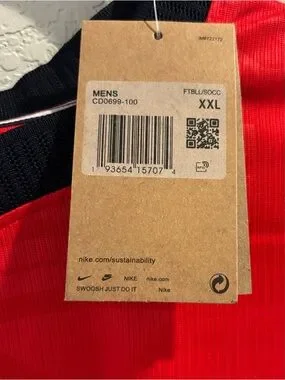 MENS
FTBLL/SOCC
CD0699-100
XXL
1 93654 15707 4
nike.com/sustainability
NIKE nike.com
SWOOSH JUST DO IT Nike